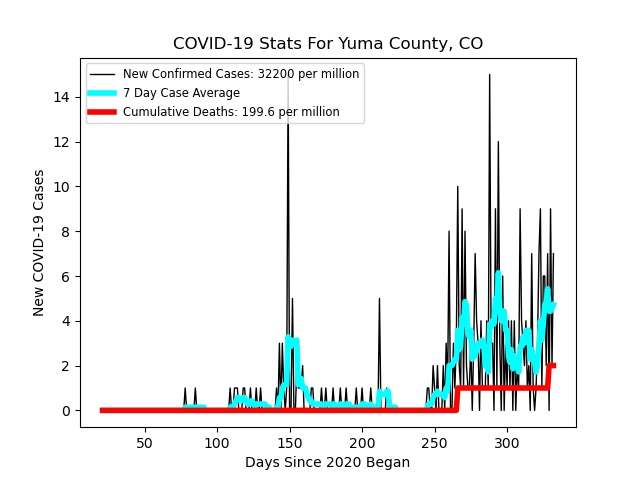 COVID-19 Stats For Yuma County, CO
New Confirmed Cases: 32200 per million
7 Day Case Average
Cumulative Deaths: 199.6 per million
New COVID-19 Cases
14
12
10
8
6
4
2
0
50 100 150 200 250 300
Days Since 2020 Began